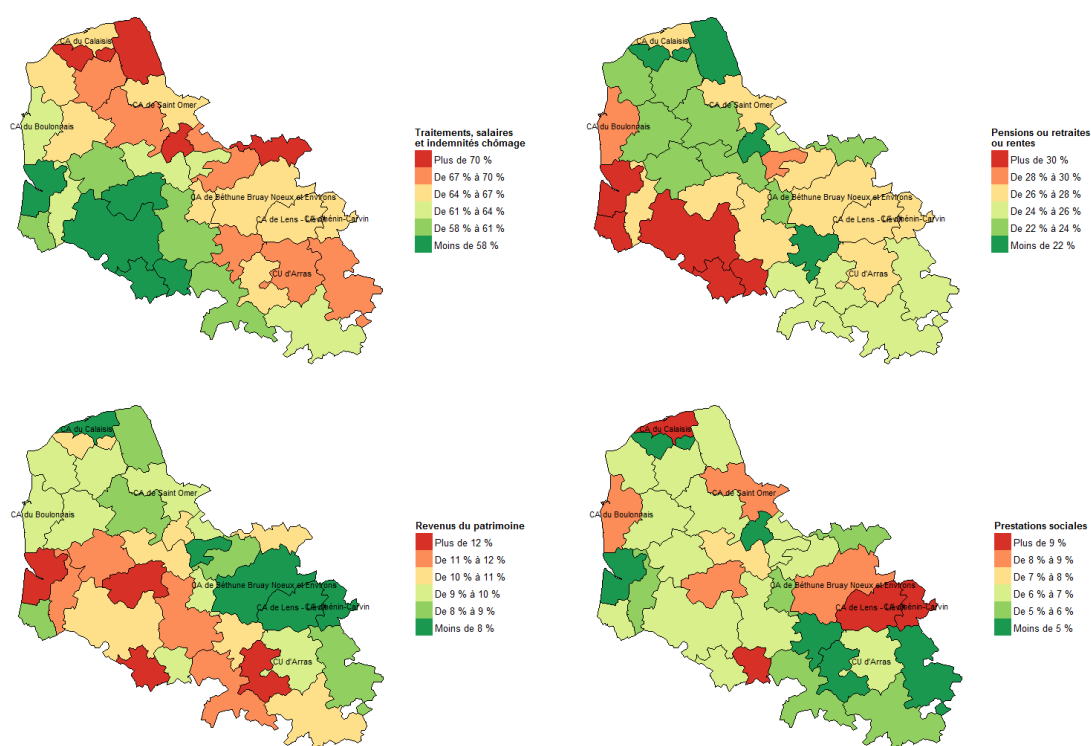 CA du Calaisis
CA de Saint Omer
CA du Boulonnais
CA de Béthune Bruay Noeux et Environs
CA de Lens - Liévin
CA Hénin-Carvin
CU d'Arras
Traitements, salaires
et indemnités chômage
Plus de 70 %
De 67 % à 70 %
De 64 % à 67 %
De 61 % à 64 %
De 58 % à 61 %
Moins de 58 %
CA du Calaisis
CA de Saint Omer
CA du Boulonnais
CA de Béthune Bruay Noeux et Environs
CA de Lens - Liévin
CA Hénin-Carvin
CU d'Arras
Pensions ou retraites
ou rentes
Plus de 30 %
De 28 % à 30 %
De 26 % à 28 %
De 24 % à 26 %
De 22 % à 24 %
Moins de 22 %
CA du Calaisis
CA de Saint Omer
CA du Boulonnais
CA de Béthune Bruay Noeux et Environs
CA de Lens - Liévin
CA Hénin-Carvin
CU d'Arras
Revenus du patrimoine
Plus de 12 %
De 11 % à 12 %
De 10 % à 11 %
De 9 % à 10 %
De 8 % à 9 %
Moins de 8 %
CA du Calaisis
CA de Saint Omer
CA du Boulonnais
CA de Béthune Bruay Noeux et Environs
CA de Lens - Liévin
CA Hénin-Carvin
CU d'Arras
Prestations sociales
Plus de 9 %
De 8 % à 9 %
De 7 % à 8 %
De 6 % à 7 %
De 5 % à 6 %
Moins de 5 %